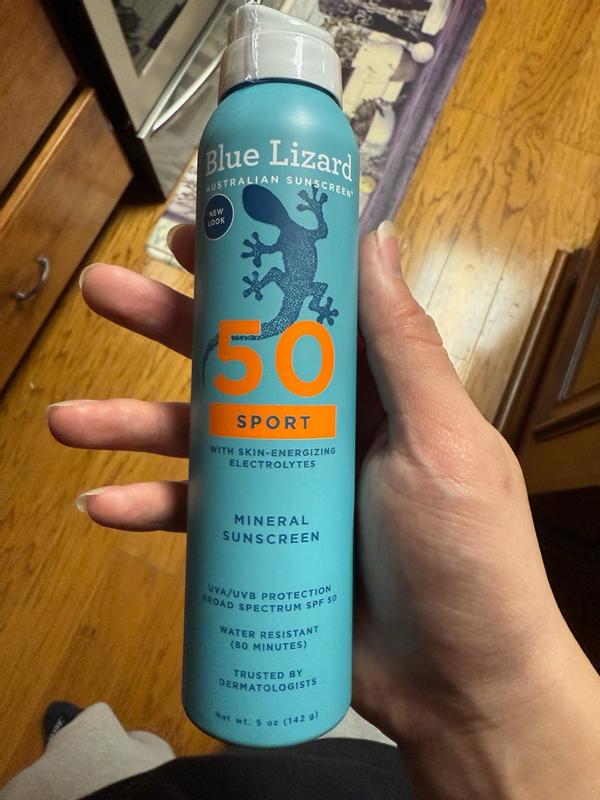 Blue Lizard
AUSTRALIAN SUNSCREEN®
NEW
LOOK
50
SPORT
WITH SKIN-ENERGIZING
ELECTROLYTES
MINERAL
SUNSCREEN
UVA/UVB PROTECTION
BROAD SPECTRUM SPF 50
WATER RESISTANT
(80 MINUTES)
TRUSTED BY
DERMATOLOGISTS
Net wt. 5 oz (142 g)